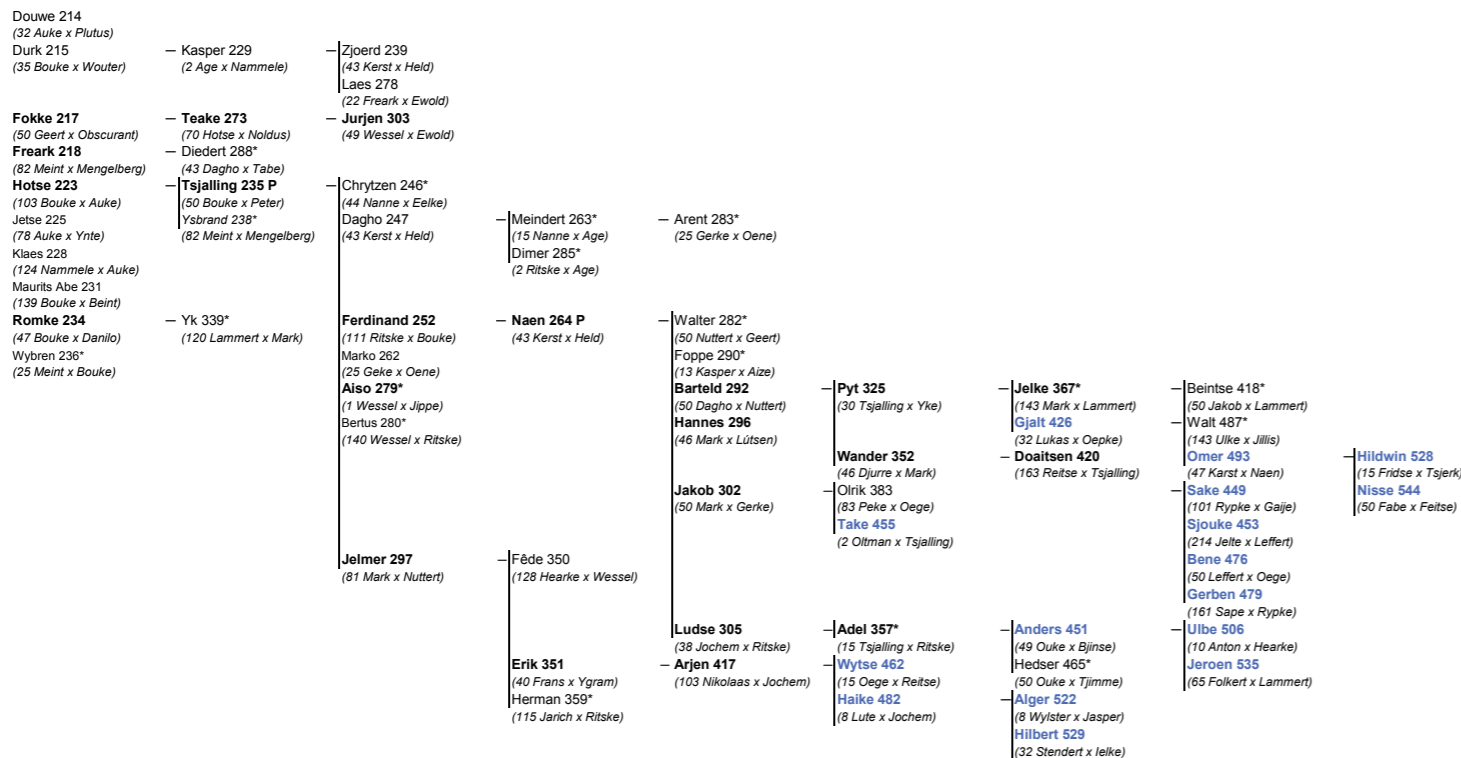 Douwe 214
(32 Auke x Plutus)
Durk 215 – Kasper 229 – Zjoerd 239
(35 Bouke x Wouter) (2 Age x Nammele) (43 Kerst x Held)
Laes 278
(22 Freark x Ewold)
Fokke 217 – Teake 273 – Jurjen 303
(50 Geert x Obscurant) (70 Hotse x Noldus) (49 Wessel x Ewold)
Freark 218 – Diedert 288*
(82 Meint x Mengelberg) (43 Dagho x Tabe)
Hotse 223 – Tsjalling 235 P – Chrytzen 246*
(103 Bouke x Auke) (50 Bouke x Peter) (44 Nanne x Eelke)
Jetse 225 Ysbrand 238* Dagho 247 – Meindert 263* – Arent 283*
(78 Auke x Ynte) (82 Meint x Mengelberg) (43 Kerst x Held) (15 Nanne x Age) (25 Gerke x Oene)
Klaes 228 Dimer 285*
(124 Nammele x Auke) (2 Ritske x Age)
Maurits Abe 231
(139 Bouke x Beint)
Romke 234 – Yk 339* Ferdinand 252 – Naen 264 P – Walter 282*
(47 Bouke x Danilo) (120 Lammert x Mark) (111 Ritske x Bouke) (43 Kerst x Held) (50 Nuttert x Geert)
Wybren 236* Marko 262 Foppe 290*
(25 Meint x Bouke) (25 Geke x Oene) (13 Kasper x Aize)
Aiso 279* Barteld 292 – Pyt 325 – Jelke 367* – Beintse 418*
(1 Wessel x Jippe) (50 Dagho x Nuttert) (30 Tsjalling x Yke) (143 Mark x Lammert) (50 Jakob x Lammert)
Bertus 280* Hannes 296 Gjalt 426 – Walt 487*
(140 Wessel x Ritske) (46 Mark x Lútsen) (32 Lukas x Oepke) (143 Ulke x Jillis)
Wander 352 – Doaitsen 420 Omer 493 – Hildwin 528
(46 Djurre x Mark) (163 Reitse x Tsjalling) (47 Karst x Naen) (15 Fridse x Tsjerk)
Jakob 302 – Olrik 383 – Sake 449 Nisse 544
(50 Mark x Gerke) (83 Peke x Oege) (101 Rypke x Gaije) (50 Fabe x Feitse)
Take 455 Sjouke 453
(2 Oltman x Tsjalling) (214 Jelte x Leffert)
Jelmer 297 – Fêde 350 Bene 476
(81 Mark x Nuttert) (128 Hearke x Wessel) (50 Leffert x Oege)
Gerben 479
(161 Sape x Rypke)
Ludse 305 – Adel 357* – Anders 451 – Ulbe 506
(38 Jochem x Ritske) (15 Tsjalling x Ritske) (49 Ouke x Bjinse) (10 Anton x Hearke)
Erik 351 – Arjen 417 – Wytse 462 Hedser 465* Jeroen 535
(40 Frans x Ygram) (103 Nikolaas x Jochem) (15 Oege x Reitse) (50 Ouke x Tjimme) (65 Folkert x Lammert)
Herman 359* Haike 482 – Alger 522
(115 Jarich x Ritske) (8 Lute x Jochem) (8 Wylster x Jasper)
Hilbert 529
(32 Stendert x Ielke)